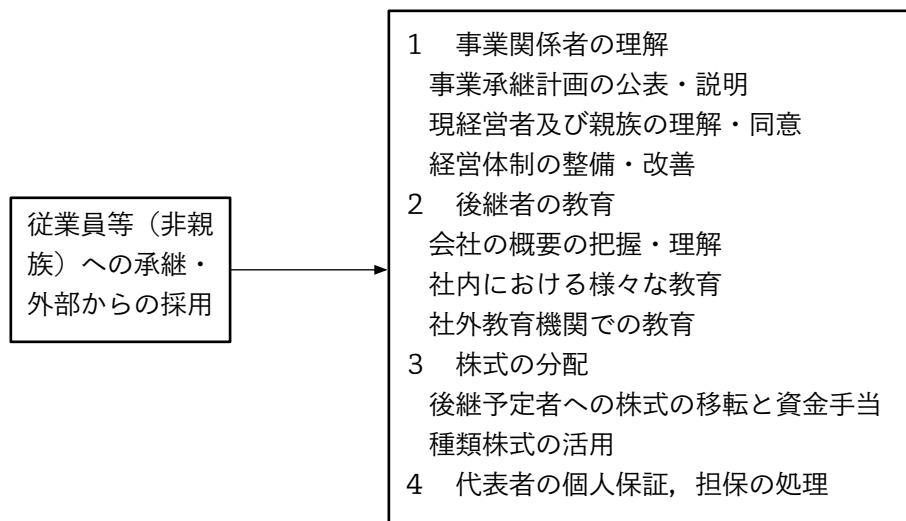 従業員等（非親
族）への承継・
外部からの採用
1　事業関係者の理解
事業承継計画の公表・説明
現経営者及び親族の理解・同意
経営体制の整備・改善
2　後継者の教育
会社の概要の把握・理解
社内における様々な教育
社外教育機関での教育
3　株式の分配
後継予定者への株式の移転と資金手当
種類株式の活用
4　代表者の個人保証，担保の処理